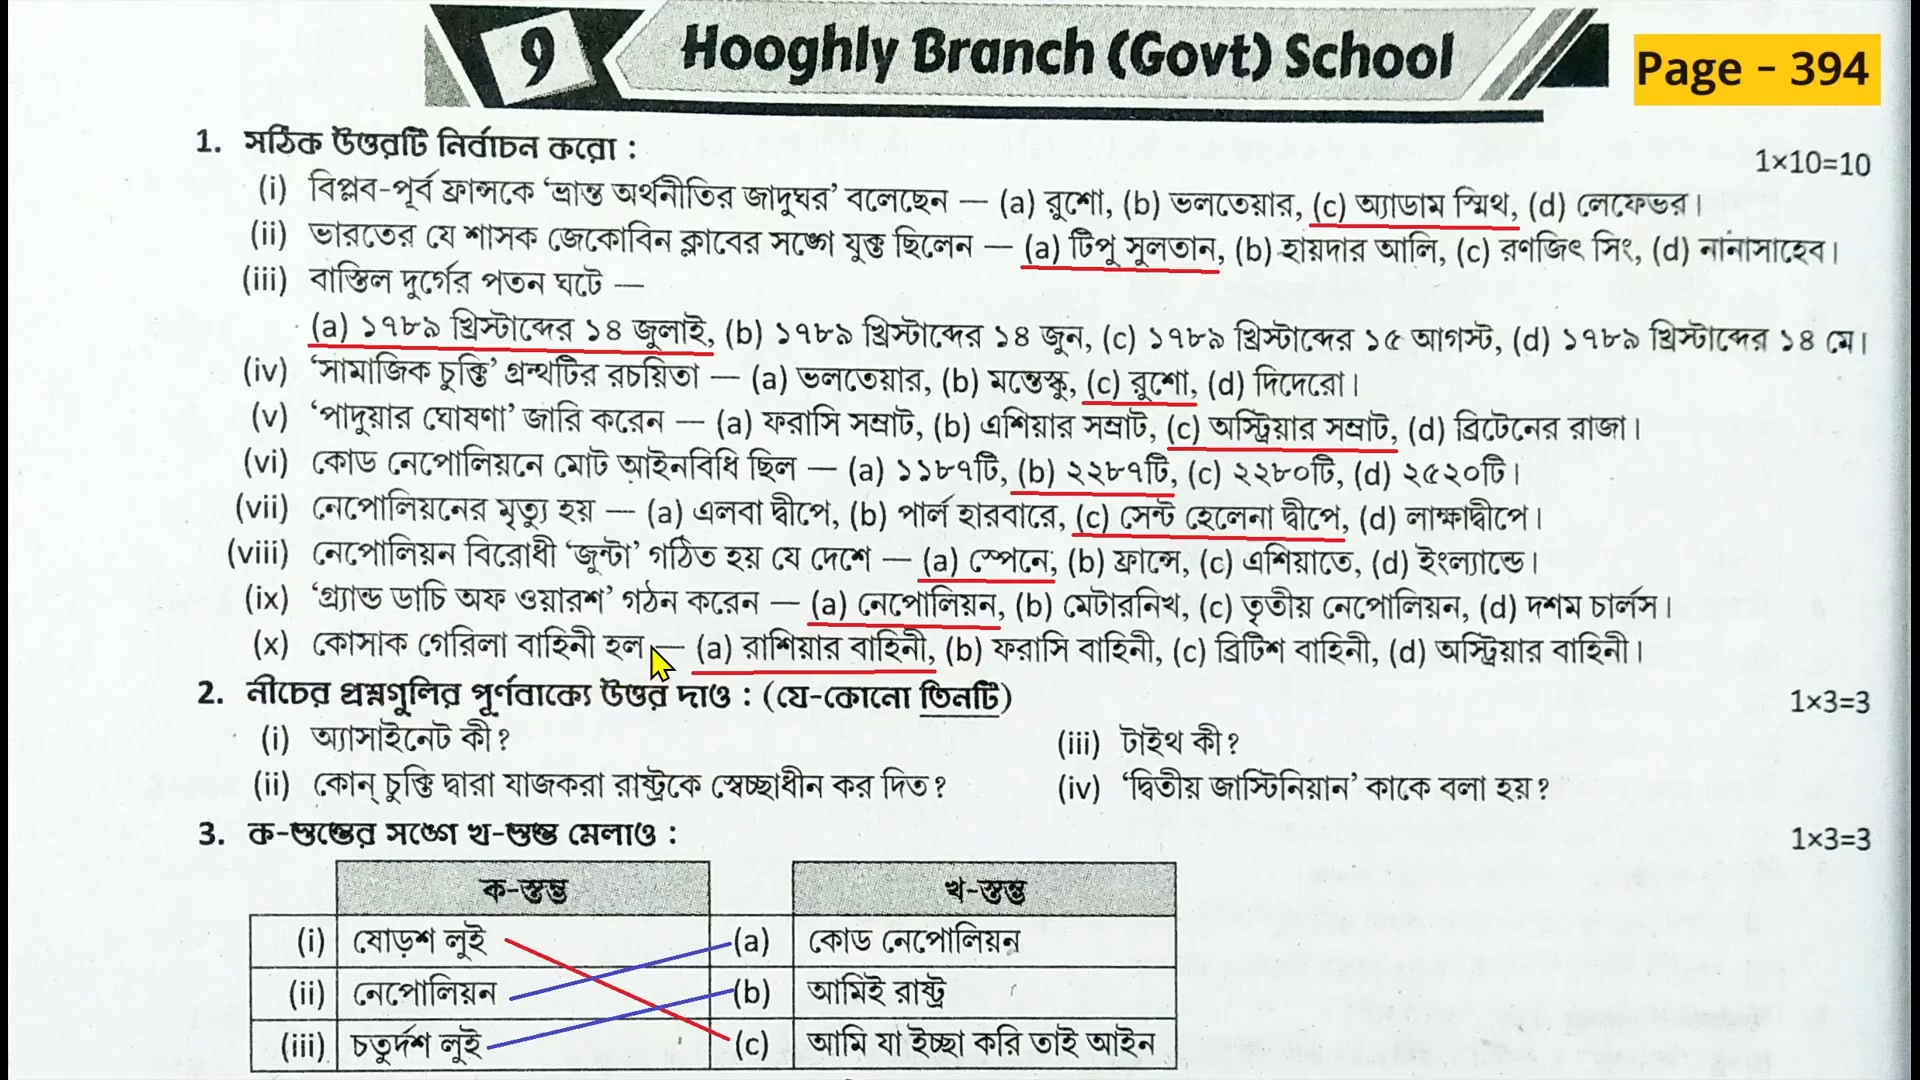 9 Hooghly Branch (Govt) School
Page - 394
1. সঠিক উত্তরটি নির্বাচন করো :
1×10=10
(i) বিপ্লব-পূর্ব ফ্রান্সকে ‘ভ্রান্ত অর্থনীতির জাদুঘর’ বলেছেন — (a) রুশো, (b) ভলতেয়ার, (c) অ্যাডাম স্মিথ, (d) লেফেভর।
(ii) ভারতের যে শাসক জেকোবিন ক্লাবের সঙ্গে যুক্ত ছিলেন — (a) টিপু সুলতান, (b) হায়দার আলি, (c) রণজিৎ সিং, (d) নানাসাহেব।
(iii) বাস্তিল দুর্গের পতন ঘটে —
(a) ১৭৮৯ খ্রিস্টাব্দের ১৪ জুলাই, (b) ১৭৮৯ খ্রিস্টাব্দের ১৪ জুন, (c) ১৭৮৯ খ্রিস্টাব্দের ১৫ আগস্ট, (d) ১৭৮৯ খ্রিস্টাব্দের ১৪ মে।
(iv) ‘সামাজিক চুক্তি’ গ্রন্থটির রচয়িতা — (a) ভলতেয়ার, (b) মন্তেস্কু, (c) রুশো, (d) দিদেরো।
(v) ‘পাদুয়ার ঘোষণা’ জারি করেন — (a) ফরাসি সম্রাট, (b) এশিয়ার সম্রাট, (c) অস্ট্রিয়ার সম্রাট, (d) ব্রিটেনের রাজা।
(vi) কোড নেপোলিয়নে মোট আইনবিধি ছিল — (a) ১১৮৭টি, (b) ২২৮৭টি, (c) ২২৮০টি, (d) ২৫২০টি।
(vii) নেপোলিয়নের মৃত্যু হয় — (a) এলবা দ্বীপে, (b) পার্ল হারবারে, (c) সেন্ট হেলেনা দ্বীপে, (d) লাক্ষাদ্বীপে।
(viii) নেপোলিয়ন বিরোধী ‘জুন্টা’ গঠিত হয় যে দেশে — (a) স্পেনে, (b) ফ্রান্সে, (c) এশিয়াতে, (d) ইংল্যান্ডে।
(ix) ‘গ্র্যান্ড ডাচি অফ ওয়ারশ’ গঠন করেন — (a) নেপোলিয়ন, (b) মেটারনিখ, (c) তৃতীয় নেপোলিয়ন, (d) দশম চার্লস।
(x) কোসাক গেরিলা বাহিনী হল — (a) রাশিয়ার বাহিনী, (b) ফরাসি বাহিনী, (c) ব্রিটিশ বাহিনী, (d) অস্ট্রিয়ার বাহিনী।
2. নীচের প্রশ্নগুলির পূর্ণবাক্যে উত্তর দাও : (যে-কোনো তিনটি)
1×3=3
(i) অ্যাসাইনেট কী?
(iii) টাইথ কী?
(ii) কোন্ চুক্তি দ্বারা যাজকরা রাষ্ট্রকে স্বেচ্ছাধীন কর দিত?
(iv) ‘দ্বিতীয় জাস্টিনিয়ান’ কাকে বলা হয়?
3. ক-স্তম্ভের সঙ্গে খ-স্তম্ভ মেলাও :
1×3=3
ক-স্তম্ভ খ-স্তম্ভ
(i) ষোড়শ লুই (a) কোড নেপোলিয়ন
(ii) নেপোলিয়ন (b) আমিই রাষ্ট্র
(iii) চতুর্দশ লুই (c) আমি যা ইচ্ছা করি তাই আইন